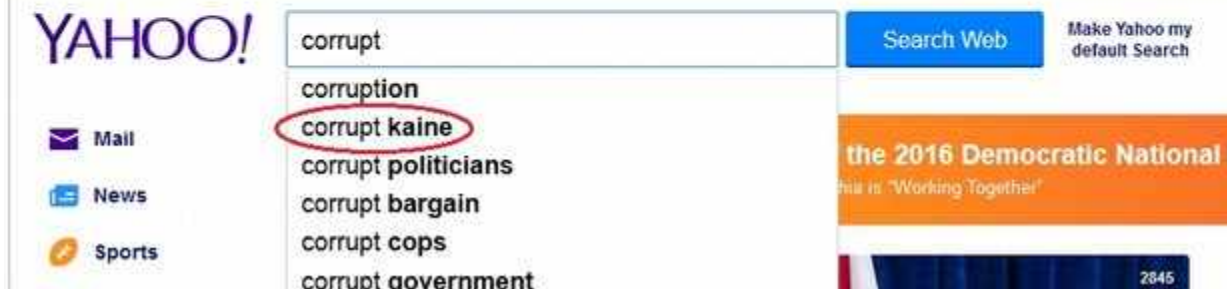 YAHOO!
corrupt
Search Web
Make Yahoo my
default Search
corruption
corrupt kaine
corrupt politicians
corrupt bargain
corrupt cops
corrupt government
Mail
News
Sports
the 2016 Democratic National
is "Working Together"
2845